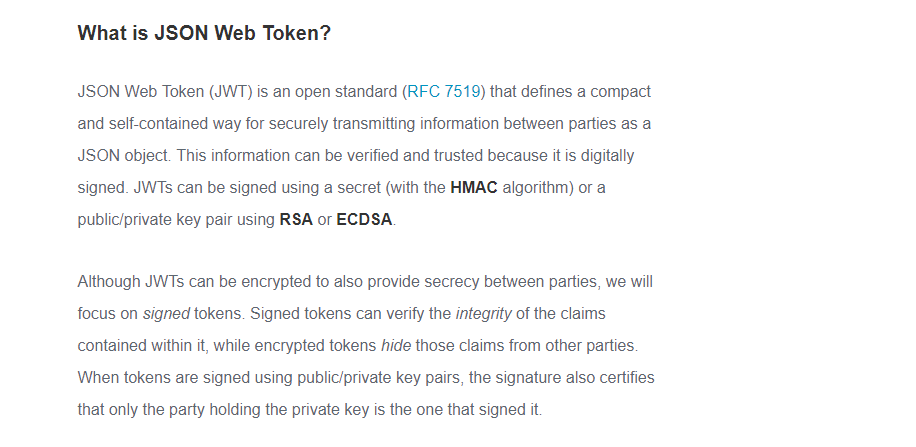 What is JSON Web Token?
JSON Web Token (JWT) is an open standard (RFC 7519) that defines a compact
and self-contained way for securely transmitting information between parties as a
JSON object. This information can be verified and trusted because it is digitally
signed. JWTs can be signed using a secret (with the HMAC algorithm) or a
public/private key pair using RSA or ECDSA.
Although JWTs can be encrypted to also provide secrecy between parties, we will
focus on signed tokens. Signed tokens can verify the integrity of the claims
contained within it, while encrypted tokens hide those claims from other parties.
When tokens are signed using public/private key pairs, the signature also certifies
that only the party holding the private key is the one that signed it.